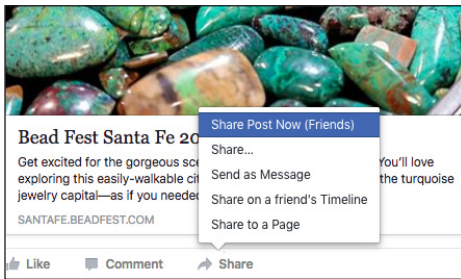 Bead Fest Santa Fe 20
Share Post Now (Friends)
Share...
Send as Message
Share on a friend's Timeline
Share to a Page
Get excited for the gorgeous sce You'll love
exploring this easily-walkable cit the turquoise
jewelry capital—as if you neede
SANTAFE.BEADFEST.COM
Like Comment Share